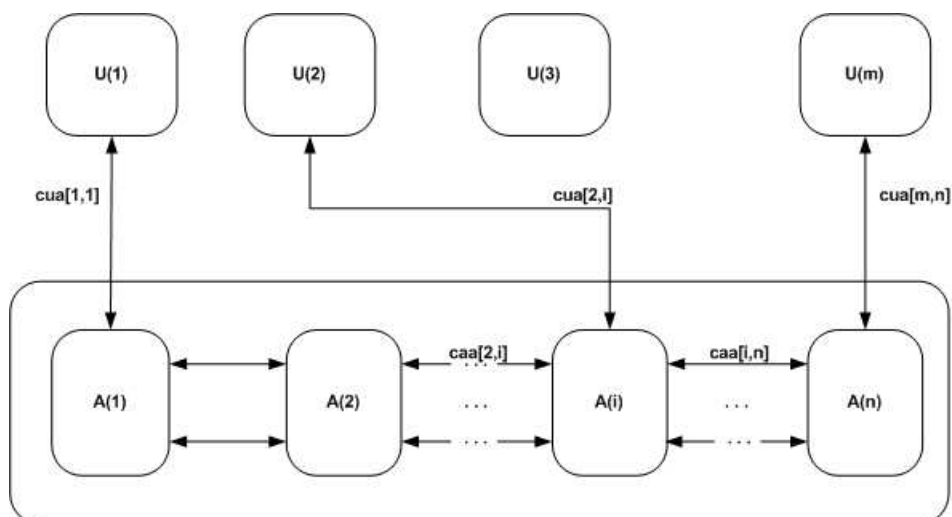 U(1)
U(2)
U(3)
U(m)
cua[1,1]
cua[2,i]
cua[m,n]
caa[2,i]
caa[i,n]
. . .
A(1)
A(2)
. . .
A(i)
. . .
A(n)
. . .
. . .